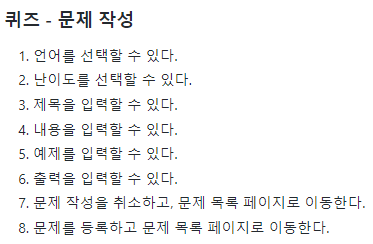 퀴즈 - 문제 작성
1. 언어를 선택할 수 있다.
2. 난이도를 선택할 수 있다.
3. 제목을 입력할 수 있다.
4. 내용을 입력할 수 있다.
5. 예제를 입력할 수 있다.
6. 출력을 입력할 수 있다.
7. 문제 작성을 취소하고, 문제 목록 페이지로 이동한다.
8. 문제를 등록하고 문제 목록 페이지로 이동한다.